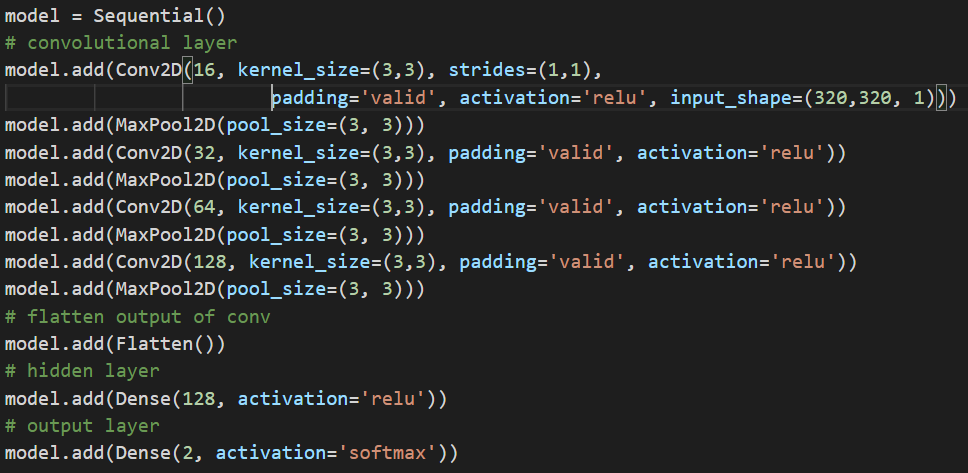 model = Sequential()
# convolutional layer
model.add(Conv2D(16, kernel_size=(3,3), strides=(1,1),
padding='valid', activation='relu', input_shape=(320,320, 1)))
model.add(MaxPool2D(pool_size=(3, 3)))
model.add(Conv2D(32, kernel_size=(3,3), padding='valid', activation='relu'))
model.add(MaxPool2D(pool_size=(3, 3)))
model.add(Conv2D(64, kernel_size=(3,3), padding='valid', activation='relu'))
model.add(MaxPool2D(pool_size=(3, 3)))
model.add(Conv2D(128, kernel_size=(3,3), padding='valid', activation='relu'))
model.add(MaxPool2D(pool_size=(3, 3)))
# flatten output of conv
model.add(Flatten())
# hidden layer
model.add(Dense(128, activation='relu'))
# output layer
model.add(Dense(2, activation='softmax'))